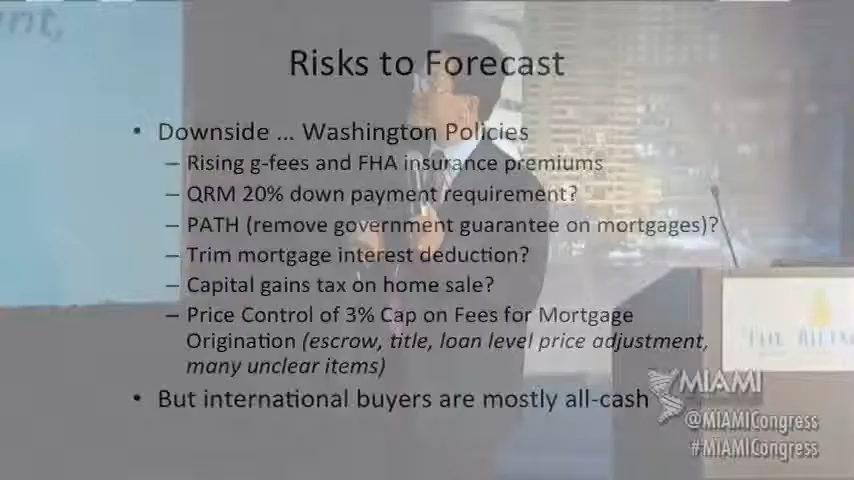 nt,
Risks to Forecast
• Downside ... Washington Policies
– Rising g-fees and FHA insurance premiums
– QRM 20% down payment requirement?
– PATH (remove government guarantee on mortgages)?
– Trim mortgage interest deduction?
– Capital gains tax on home sale?
– Price Control of 3% Cap on Fees for Mortgage
Origination (escrow, title, loan level price adjustment,
many unclear items)
• But international buyers are mostly all-cash
THE
MIAMI
@MIAMICongress
#MIAMICongress